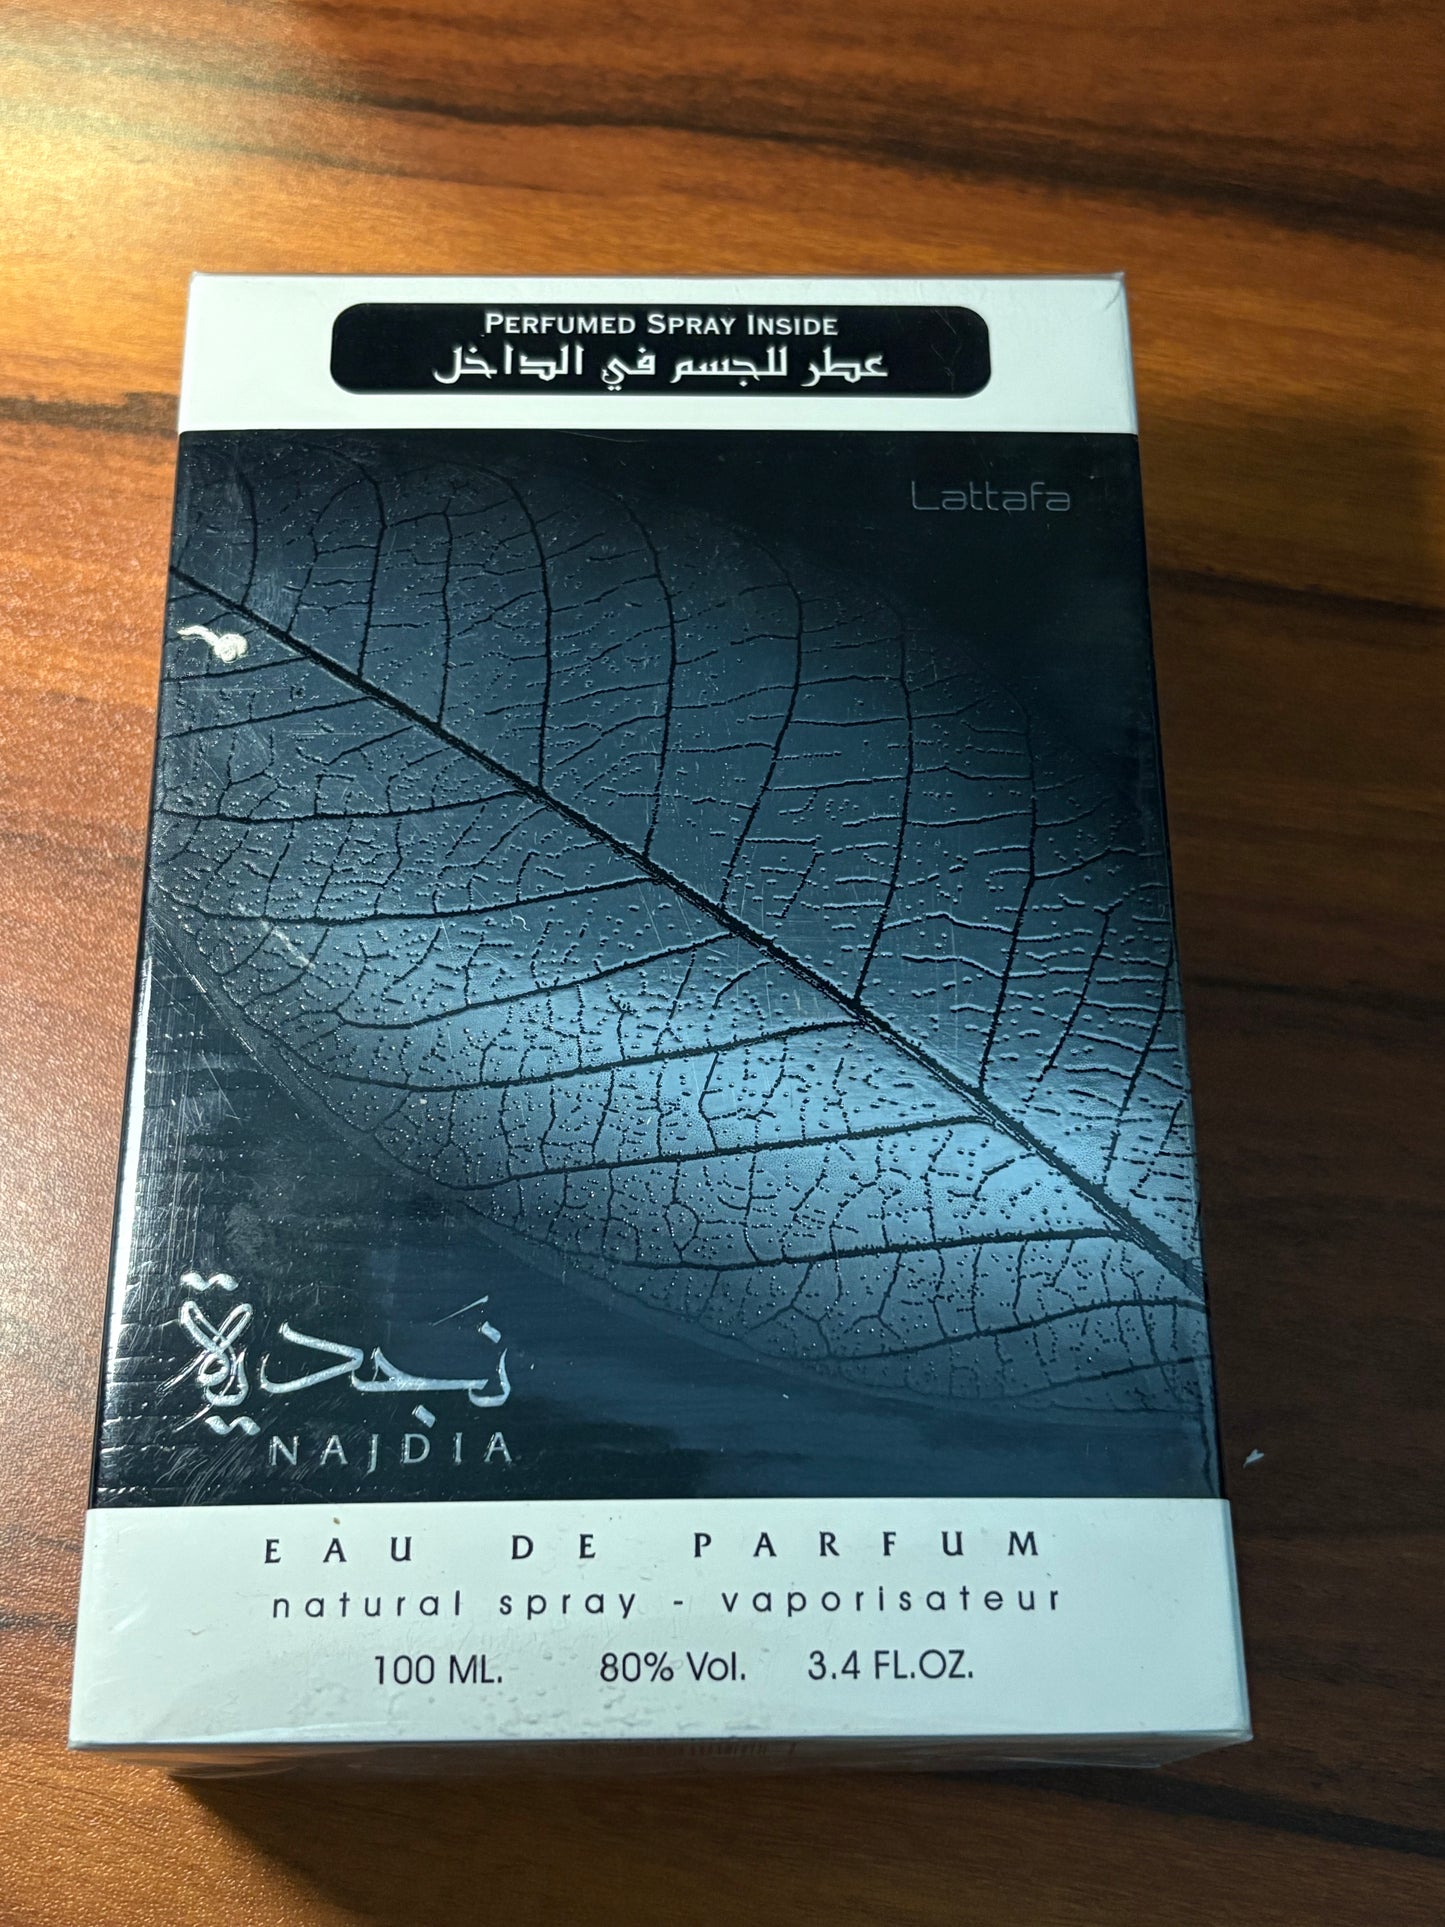 PERFUMED SPRAY INSIDE
عطر للجسم في الداخل
Lattafa
نجدية
NAJDIA
EAU DE PARFUM
natural spray - vaporisateur
100 ML. 80% Vol. 3.4 FL.OZ.